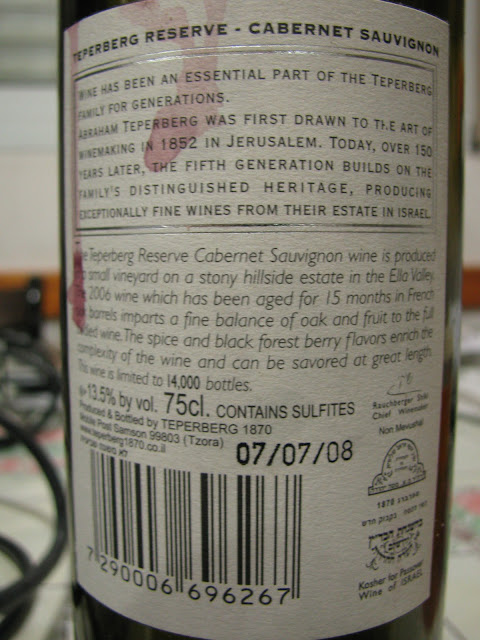 TEPERBERG RESERVE - CABERNET SAUVIGNON
WINE HAS BEEN AN ESSENTIAL PART OF THE TEPERBERG
FAMILY FOR GENERATIONS.
ABRAHAM TEPERBERG WAS FIRST DRAWN TO THE ART OF
WINEMAKING IN 1852 IN JERUSALEM. TODAY, OVER 150
YEARS LATER, THE FIFTH GENERATION BUILDS ON THE
FAMILY'S DISTINGUISHED HERITAGE, PRODUCING
EXCEPTIONALLY FINE WINES FROM THEIR ESTATE IN ISRAEL.
Teperberg Reserve Cabernet Sauvignon wine is produced
small vineyard on a stony hillside estate in the Ella Valley.
2006 wine which has been aged for 15 months in French
barrels imparts a fine balance of oak and fruit to the full
wine. The spice and black forest berry flavors enrich the
complexity of the wine and can be savored at great length.
This wine is limited to 14,000 bottles.
13.5% by vol. 75cl. CONTAINS SULFITES
Produced & Bottled by TEPERBERG 1870
Mobile Post Samson 99803 (Tzora)
www.teperberg1870.co.il
07/07/08
7 290006 696267
Chief Winemaker
Non Mevushal
1870 טפרברג
Kosher for Passover
Wine of ISRAEL